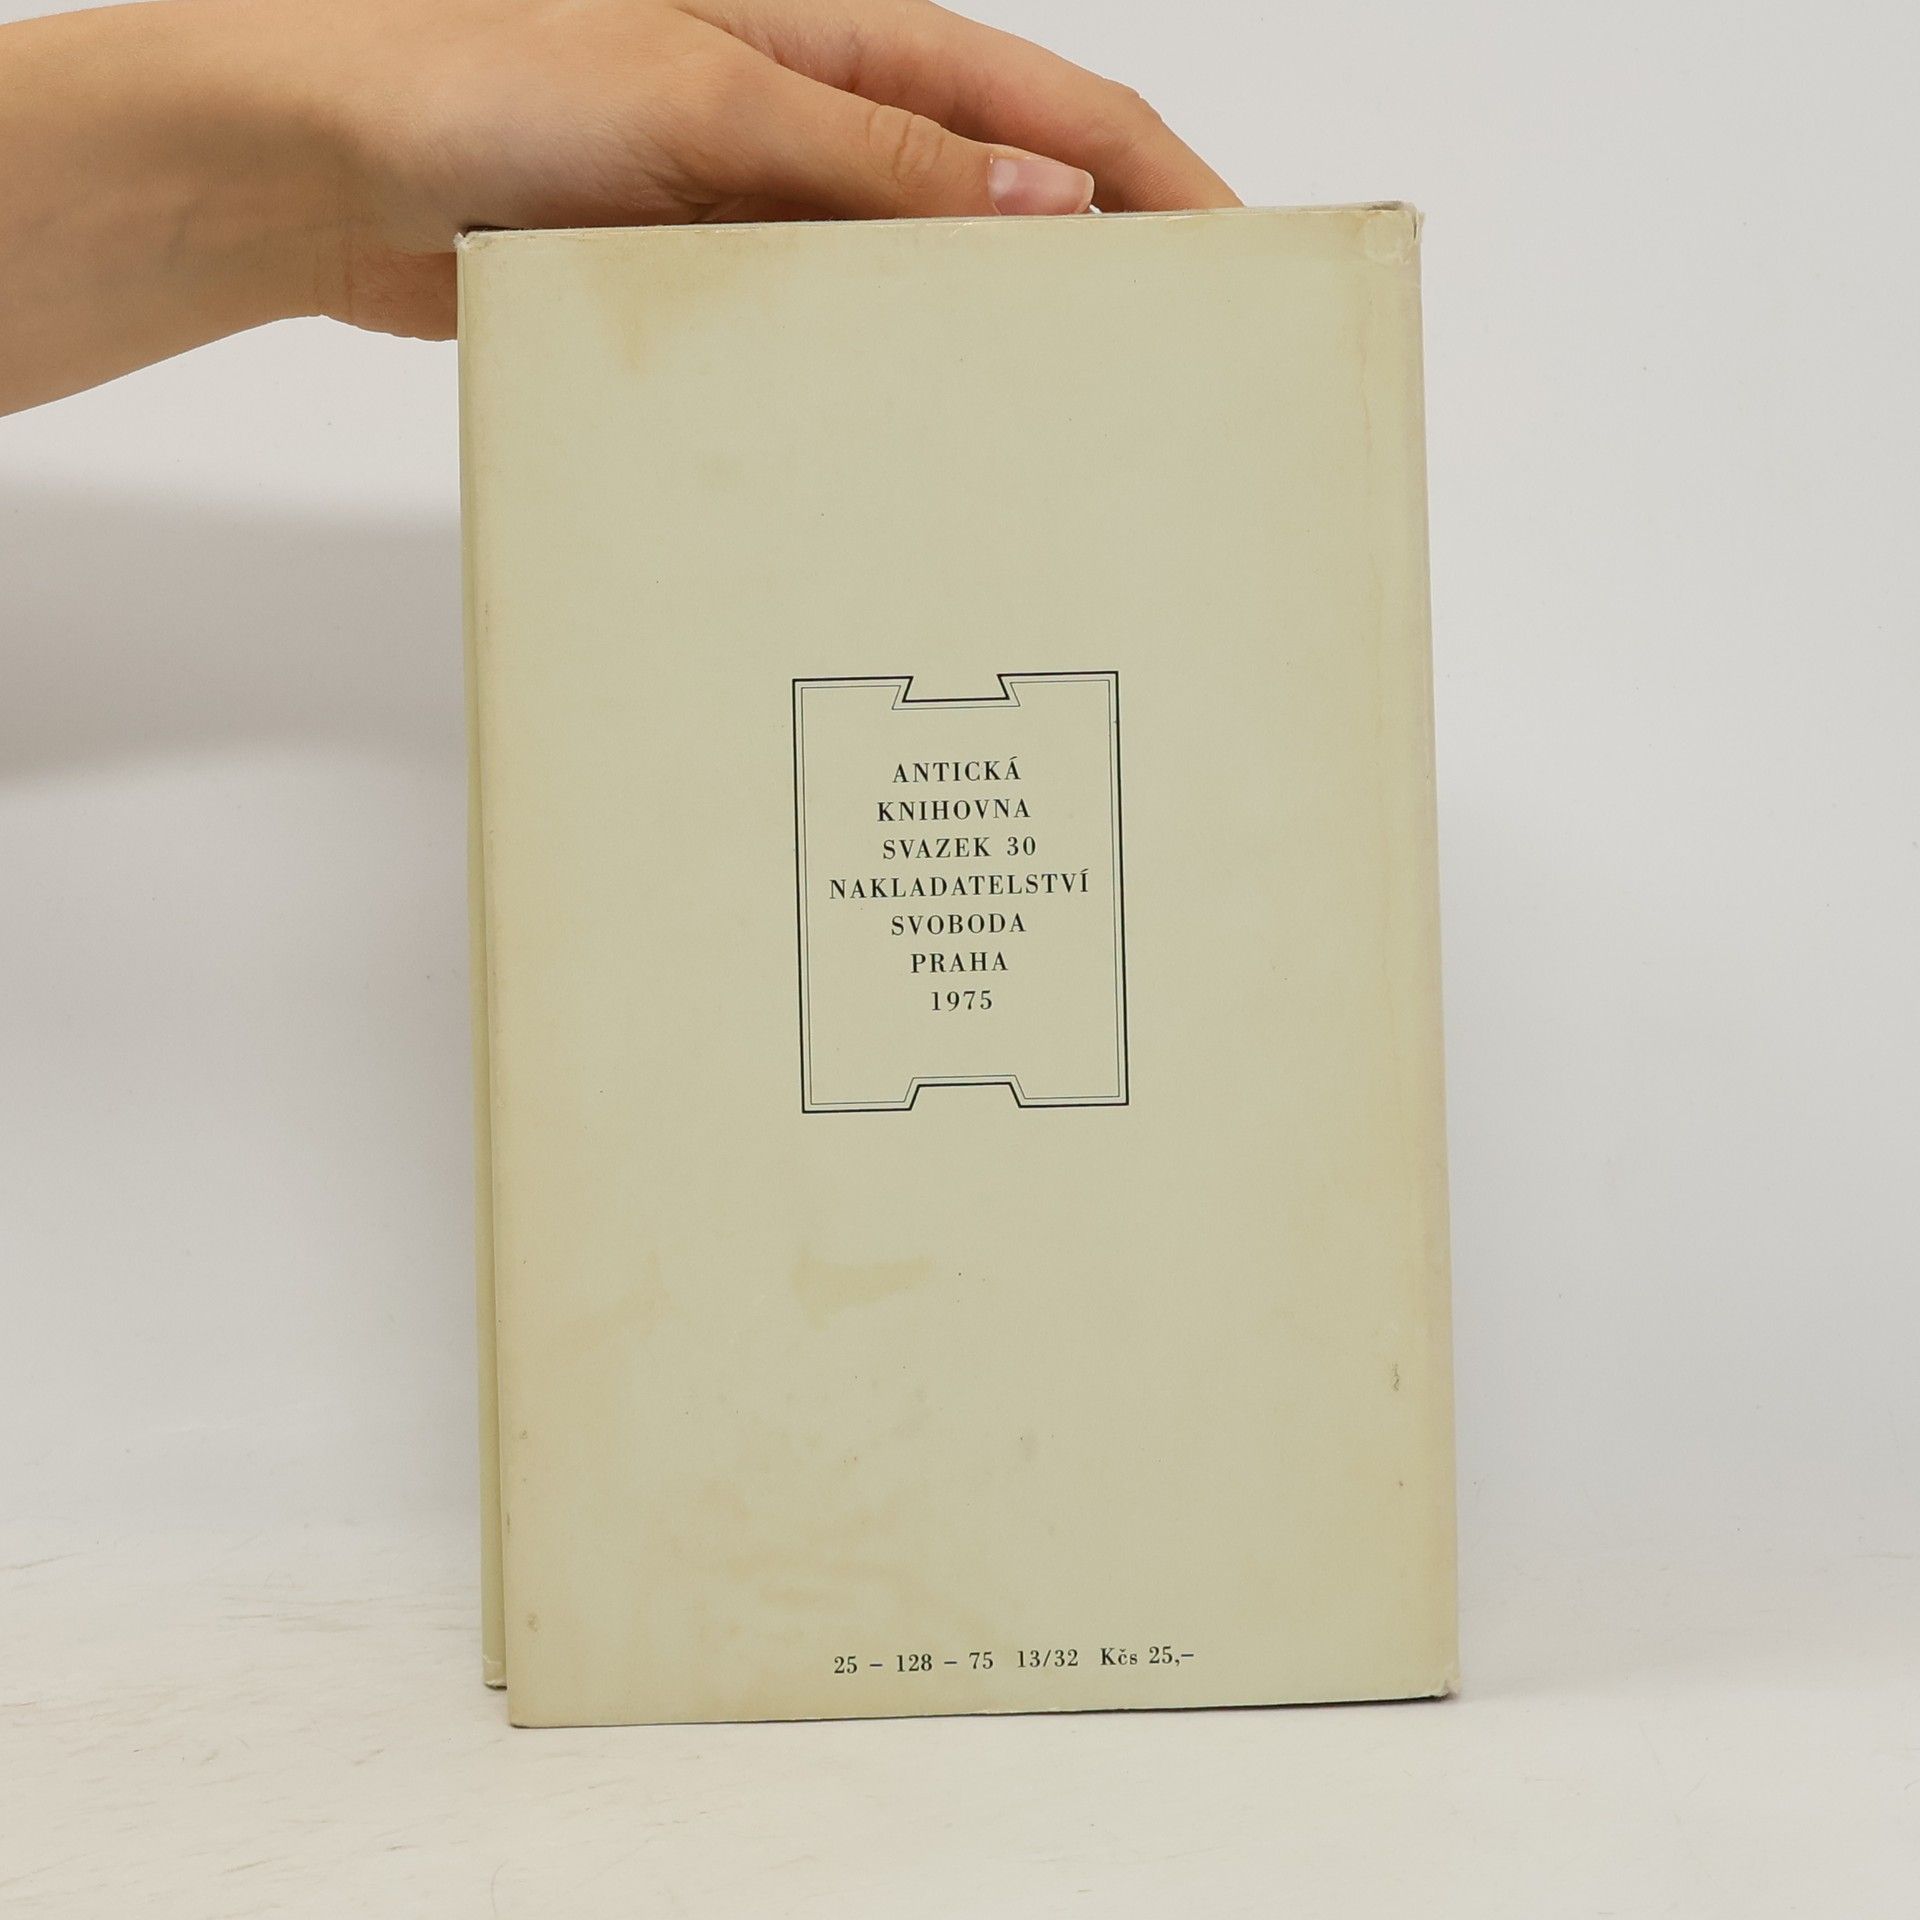 ANTICKÁ
KNIHOVNA
SVAZEK 30
NAKLADATELSTVÍ
SVOBODA
PRAHA
1975
25 – 128 – 75 13/32 Kčs 25,–